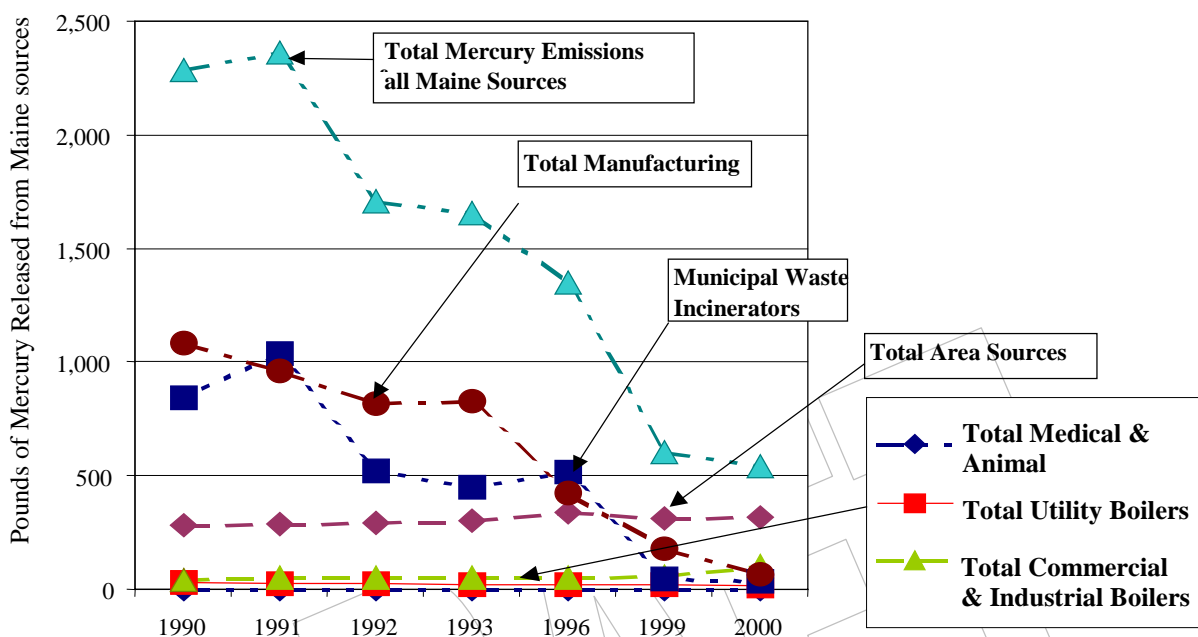 Pounds of Mercury Released from Maine sources
2,500
2,000
1,500
1,000
500
0
1990 1991 1992 1993 1996 1999 2000
Total Mercury Emissions
all Maine Sources
Total Manufacturing
Municipal Waste
Incinerators
Total Area Sources
Total Medical &
Animal
Total Utility Boilers
Total Commercial
& Industrial Boilers